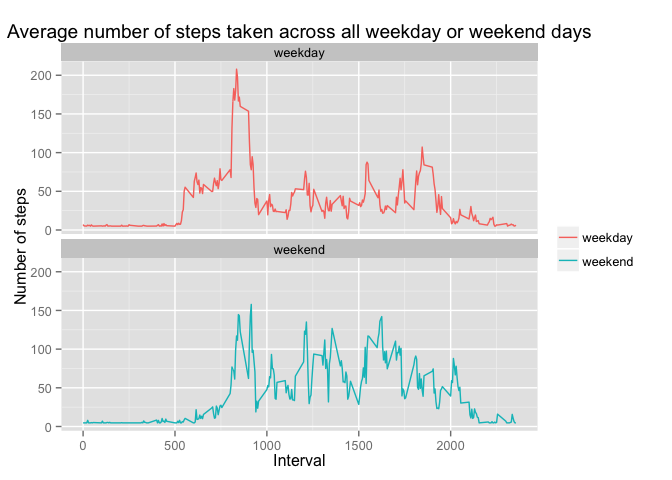 Average number of steps taken across all weekday or weekend days
weekday
200
150
100
50
0
weekend
200
150
100
50
0
0 500 1000 1500 2000
Interval
Number of steps
weekday
weekend